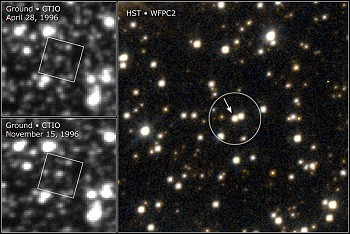 Ground • CTIO
April 28, 1996
HST • WFPC2
Ground • CTIO
November 15, 1996